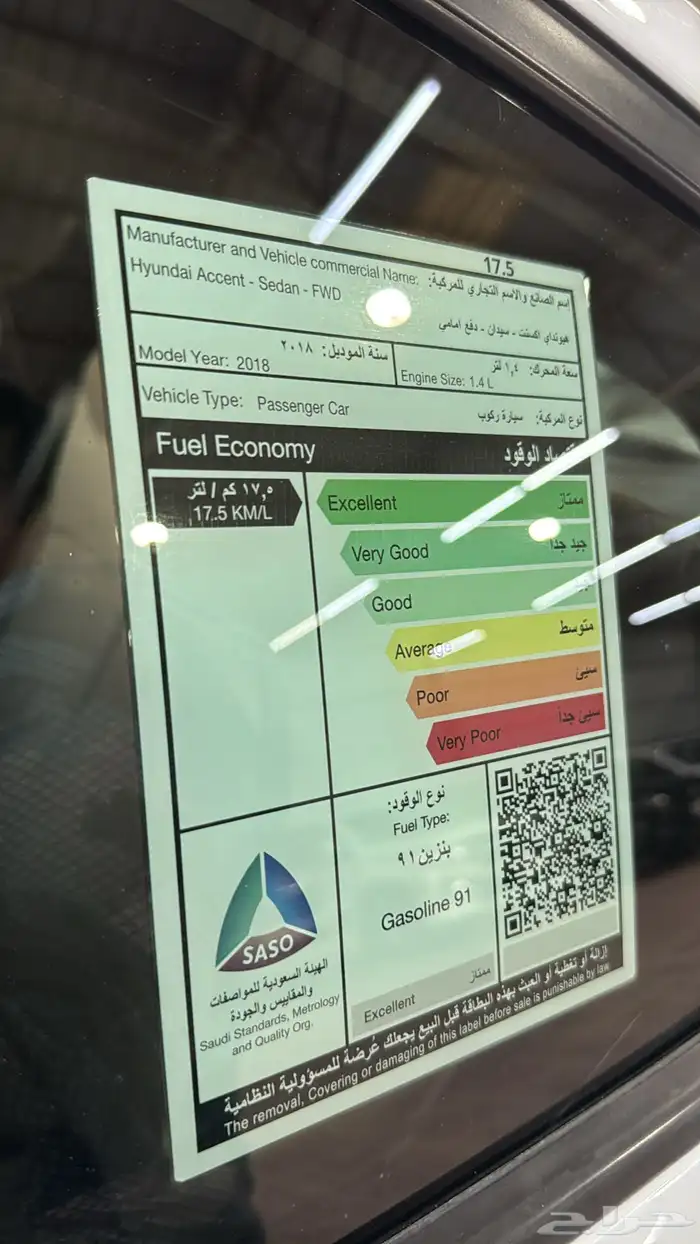 17.5
Manufacturer and Vehicle commercial Name: اسم الصانع والاسم التجاري للمركبة:
Hyundai Accent - Sedan - FWD
هيونداي اكسنت - سيدان - دفع امامي
Model Year: 2018 سنة الموديل: ٢٠١٨
Engine Size: 1.4 L سعة المحرك: ١,٤ لتر
Vehicle Type: Passenger Car نوع المركبة: سيارة ركوب
Fuel Economy الوقود
١٧,٥ كم / لتر
17.5 KM/L
Excellent ممتاز
Very Good جيد جداً
Good
Average متوسط
Poor سيئ
Very Poor سيئ جداً
نوع الوقود:
Fuel Type:
بنزين ٩١
Gasoline 91
Excellent ممتاز
SASO
الهيئة السعودية للمواصفات
والمقاييس والجودة
Saudi Standards, Metrology
and Quality Org.
إزالة أو تغطية أو العبث بهذه البطاقة قبل البيع يجعلك عُرضة للمسؤولية النظامية
The removal, Covering or damaging of this label before sale is punishable by law
حراج